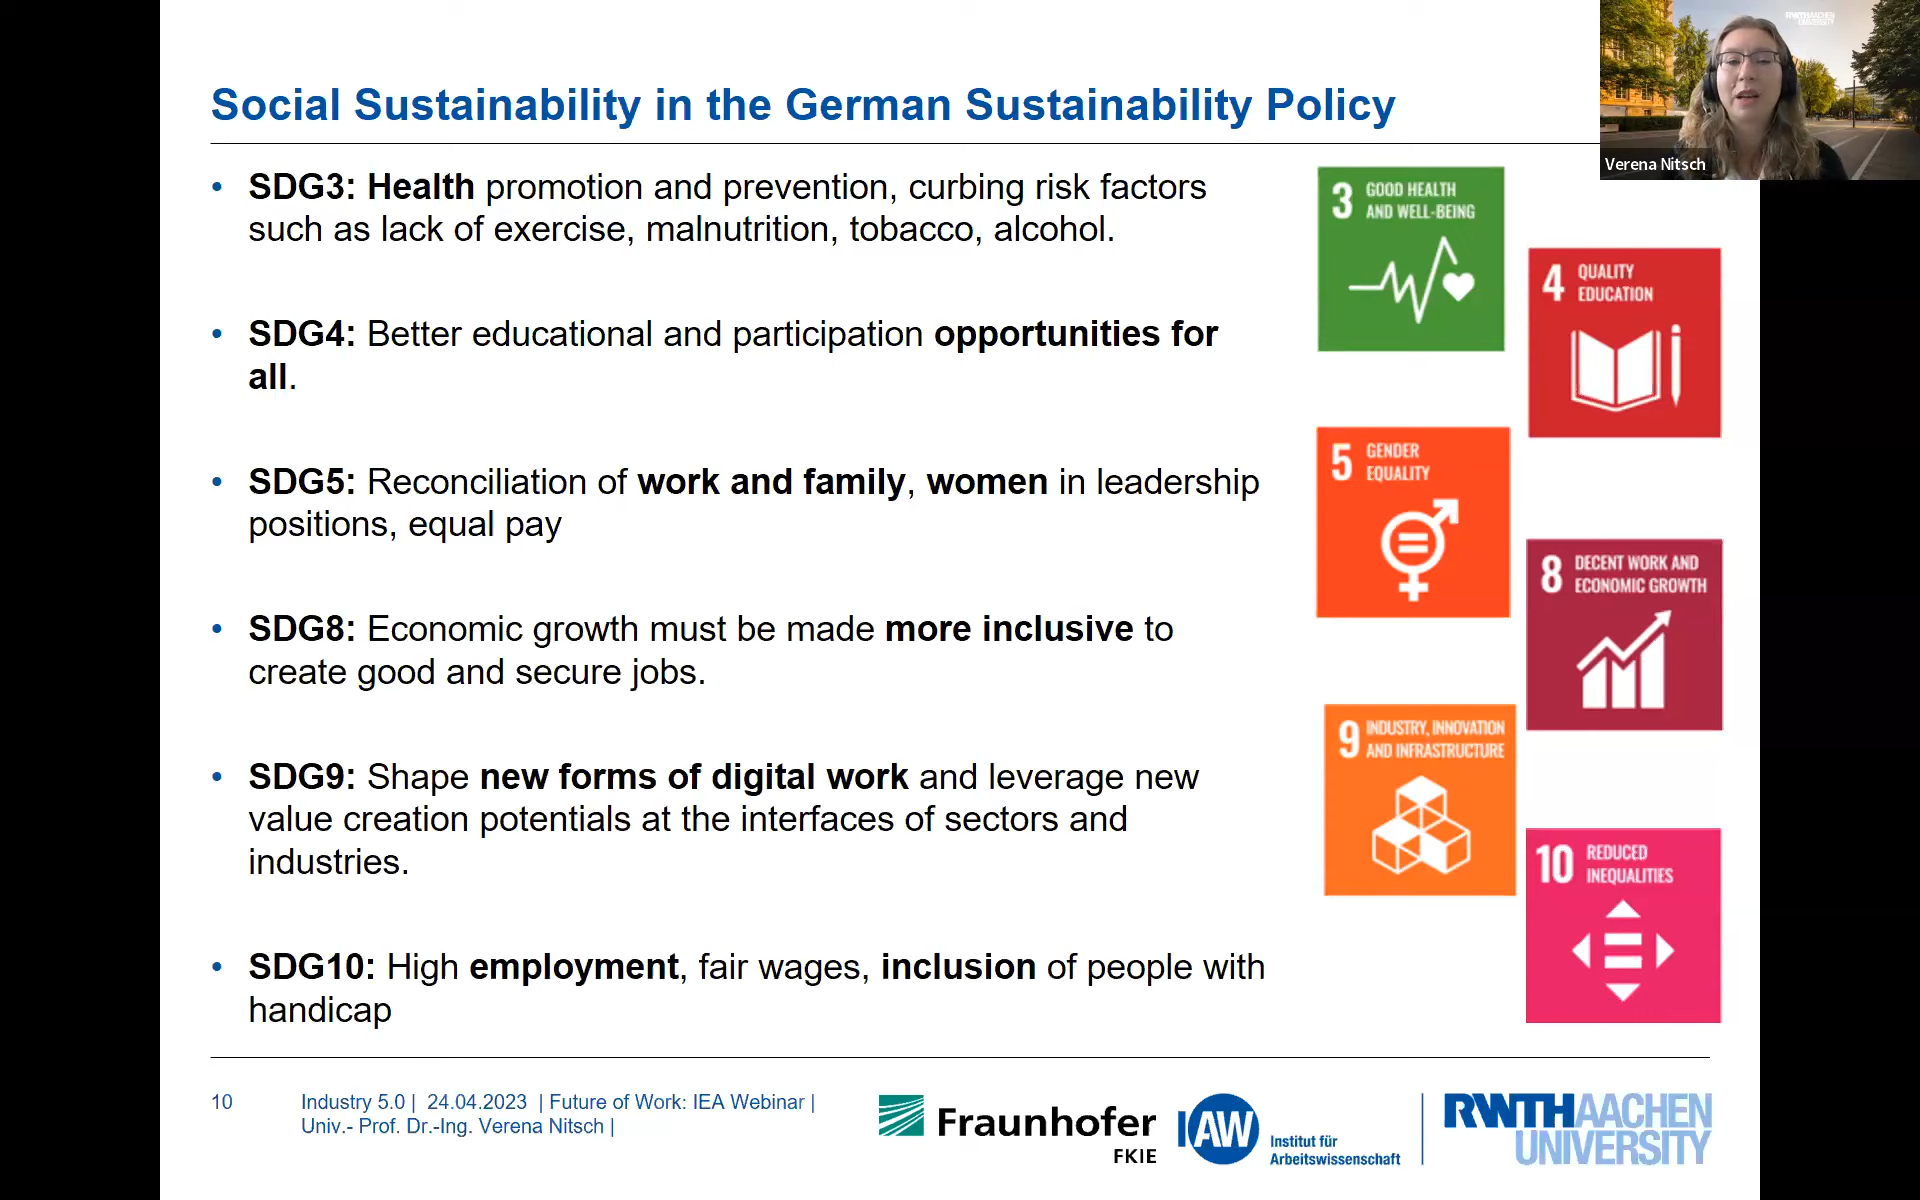 RWTHAACHEN
UNIVERSITY
Verena Nitsch
Social Sustainability in the German Sustainability Policy
• SDG3: Health promotion and prevention, curbing risk factors
such as lack of exercise, malnutrition, tobacco, alcohol.
• SDG4: Better educational and participation opportunities for
all.
• SDG5: Reconciliation of work and family, women in leadership
positions, equal pay
• SDG8: Economic growth must be made more inclusive to
create good and secure jobs.
• SDG9: Shape new forms of digital work and leverage new
value creation potentials at the interfaces of sectors and
industries.
• SDG10: High employment, fair wages, inclusion of people with
handicap
3 GOOD HEALTH
AND WELL-BEING
4 QUALITY
EDUCATION
5 GENDER
EQUALITY
8 DECENT WORK AND
ECONOMIC GROWTH
9 INDUSTRY, INNOVATION
AND INFRASTRUCTURE
10 REDUCED
INEQUALITIES
10
Industry 5.0 | 24.04.2023 | Future of Work: IEA Webinar |
Univ.- Prof. Dr.-Ing. Verena Nitsch |
Fraunhofer
FKIE
IAW
Institut für
Arbeitswissenschaft
RWTHAACHEN
UNIVERSITY